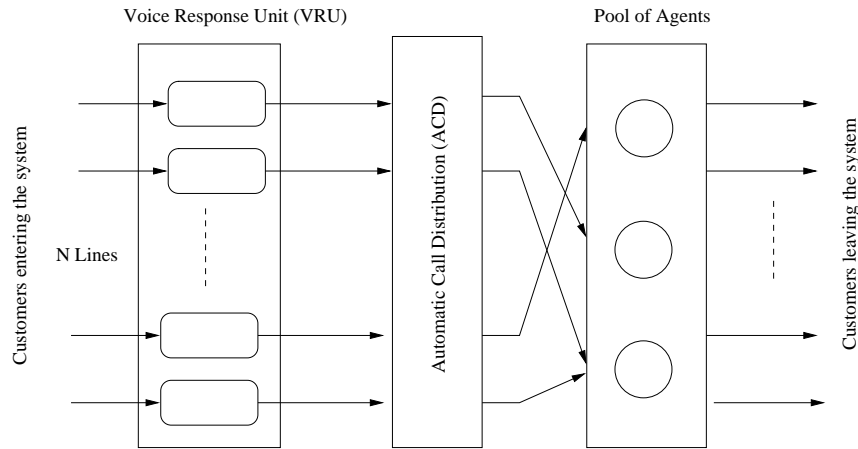 Voice Response Unit (VRU)
Pool of Agents
Customers entering the system
N Lines
Automatic Call Distribution (ACD)
Customers leaving the system